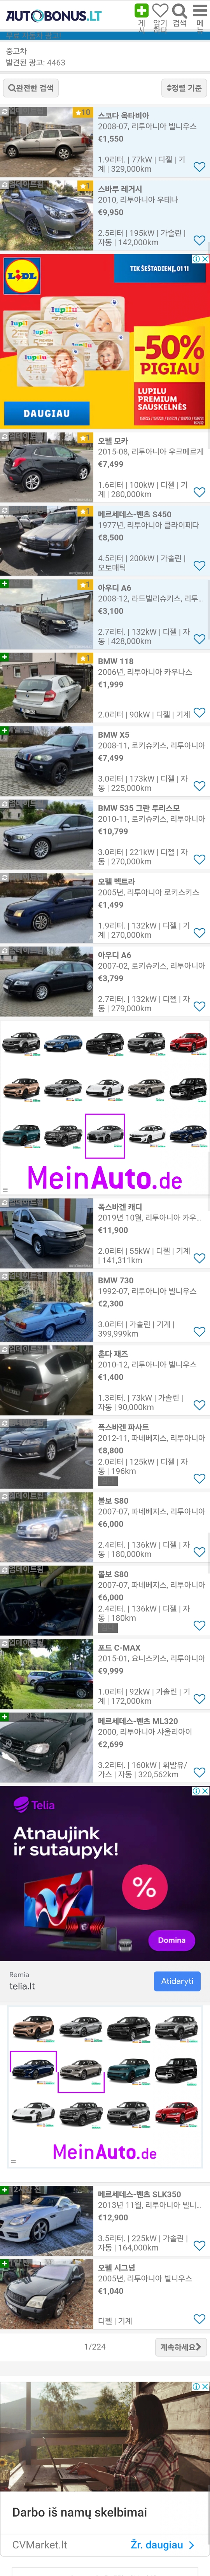 AUTOBONUS.LT
검색
중고차
발견된 광고: 4463
완전한 검색
정렬 기준
10
스코다 옥타비아
2008-07, 리투아니아 빌니우스
€1,550
1.9리터. | 77kW | 디젤 | 기
계 | 329,000km
1
스바루 레거시
2010, 리투아니아 우테나
€9,950
2.5리터 | 195kW | 가솔린 |
자동 | 142,000km
LIDL
TIK ŠEŠTADIENĮ, 01 11
lupilu
-50%
PIGIAU
LUPILU
PREMIUM
SAUSKELNĖS
DAUGIAU
1
오펠 모카
2015-08, 리투아니아 우크메르게
€7,499
1.6리터 | 100kW | 디젤 | 기
계 | 280,000km
1
메르세데스-벤츠 S450
1977년, 리투아니아 클라이페다
€8,500
4.5리터 | 200kW | 가솔린 |
오토매틱
1
아우디 A6
2008-12, 라드빌리슈키스, 리투...
€3,100
2.7리터. | 132kW | 디젤 | 자
동 | 428,000km
1
BMW 118
2006년, 리투아니아 카우나스
€1,999
2.0리터 | 90kW | 디젤 | 기계
BMW X5
2008-11, 로키슈키스, 리투아니아
€7,499
3.0리터 | 173kW | 디젤 | 자
동 | 225,000km
BMW 535 그란 투리스모
2010-11, 로키슈키스, 리투아니아
€10,799
3.0리터 | 221kW | 디젤 | 자
동 | 270,000km
오펠 벡트라
2005년, 리투아니아 로키스키스
€1,499
1.9리터. | 132kW | 디젤 | 기
계 | 270,000km
아우디 A6
2007-02, 로키슈키스, 리투아니아
€3,799
2.7리터. | 132kW | 디젤 | 자
동 | 270,000km
MeinAuto.de
폭스바겐 캐디
2019년 10월, 리투아니아 카우...
€11,900
2.0리터 | 55kW | 디젤 | 기계
| 141,311km
BMW 730
1992-07, 리투아니아 빌니우스
€2,300
3.0리터 | 가솔린 | 기계 |
399,999km
혼다 재즈
2010-12, 리투아니아 빌니우스
€1,400
1.3리터. | 73kW | 가솔린 |
자동 | 90,000km
폭스바겐 파사트
2012-11, 파네베지스, 리투아니아
€8,800
2.0리터 | 125kW | 디젤 | 자
동 | 196km
볼보 S80
2007-07, 파네베지스, 리투아니아
€6,000
2.4리터. | 136kW | 디젤 | 자
동 | 180,000km
볼보 S80
2007-07, 파네베지스, 리투아니아
€6,000
2.4리터. | 136kW | 디젤 | 자
동 | 180km
포드 C-MAX
2015-01, 요니스키스, 리투아니아
€9,999
1.0리터 | 92kW | 가솔린 | 기
계 | 172,000km
메르세데스-벤츠 ML320
2000, 리투아니아 샤울리아이
€2,699
3.2리터. | 160kW | 휘발유/
가스 | 자동 | 320,562km
Telia
Atnaujink
ir sutaupyk!
%
Domina
Remia
telia.lt
Atidaryti
MeinAuto.de
메르세데스-벤츠 SLK350
2013년 11월, 리투아니아 빌니...
€12,900
3.5리터. | 225kW | 가솔린 |
자동 | 164,000km
오펠 시그넘
2005년, 리투아니아 빌니우스
€1,040
디젤 | 기계
1/224
계속하세요
Darbo iš namų skelbimai
CVMarket.lt
Žr. daugiau